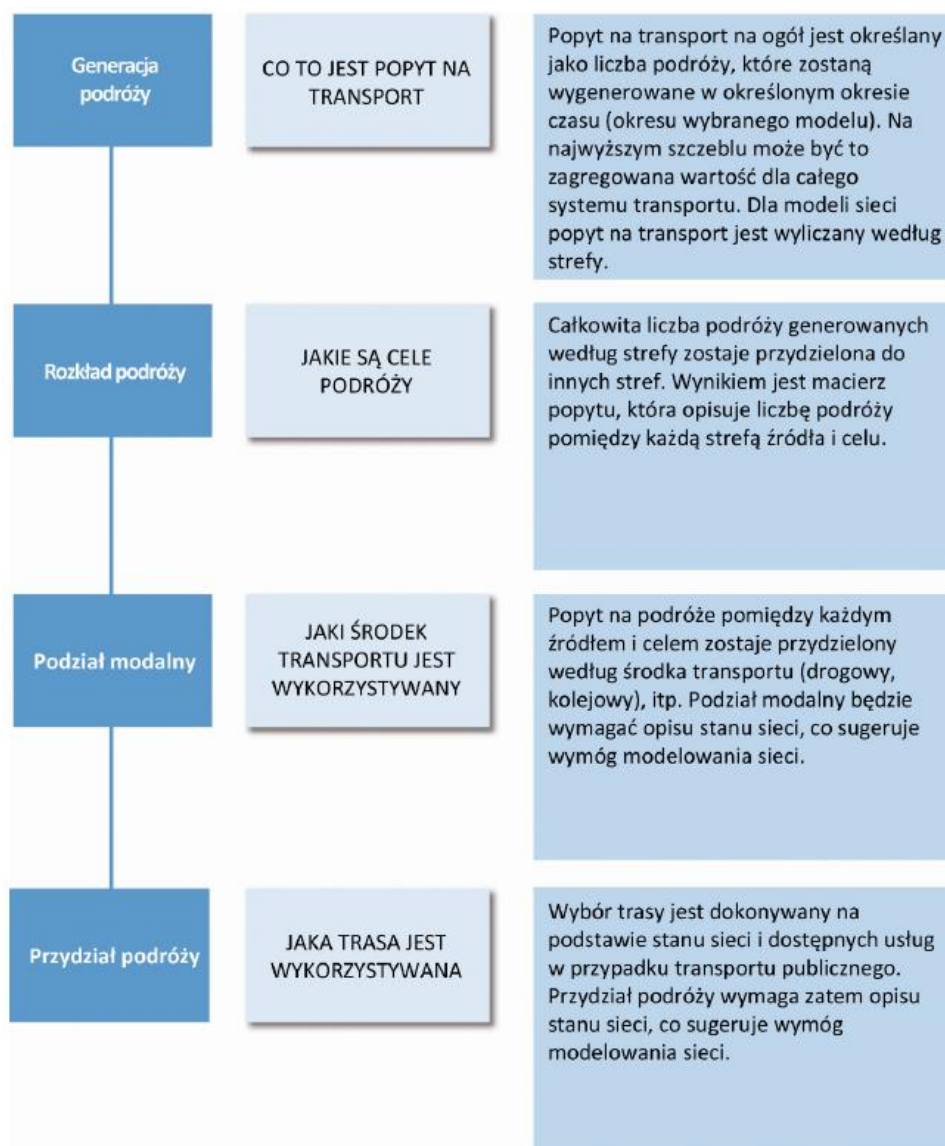 Generacja
podróży
CO TO JEST POPYT NA
TRANSPORT
Popyt na transport na ogół jest określany
jako liczba podróży, które zostaną
wygenerowane w określonym okresie
czasu (okresu wybranego modelu). Na
najwyższym szczeblu może być to
zagregowana wartość dla całego
systemu transportu. Dla modeli sieci
popyt na transport jest wyliczany według
strefy.
Rozkład podróży
JAKIE SĄ CELE
PODRÓŻY
Całkowita liczba podróży generowanych
według strefy zostaje przydzielona do
innych stref. Wynikiem jest macierz
popytu, która opisuje liczbę podróży
pomiędzy każdą strefą źródła i celu.
Podział modalny
JAKI ŚRODEK
TRANSPORTU JEST
WYKORZYSTYWANY
Popyt na podróże pomiędzy każdym
źródłem i celem zostaje przydzielony
według środka transportu (drogowy,
kolejowy), itp. Podział modalny będzie
wymagać opisu stanu sieci, co sugeruje
wymóg modelowania sieci.
Przydział podróży
JAKA TRASA JEST
WYKORZYSTYWANA
Wybór trasy jest dokonywany na
podstawie stanu sieci i dostępnych usług
w przypadku transportu publicznego.
Przydział podróży wymaga zatem opisu
stanu sieci, co sugeruje wymóg
modelowania sieci.